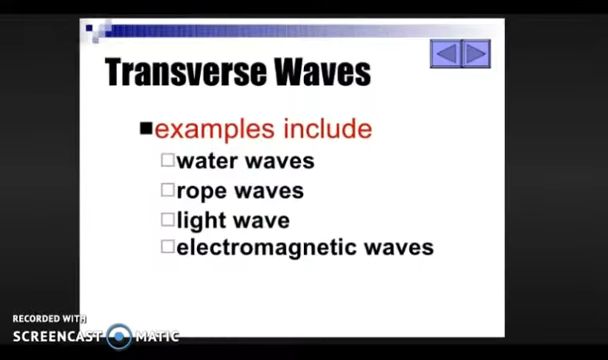 Transverse Waves
examples include
water waves
rope waves
light wave
electromagnetic waves
RECORDED WITH
SCREENCAST MATIC